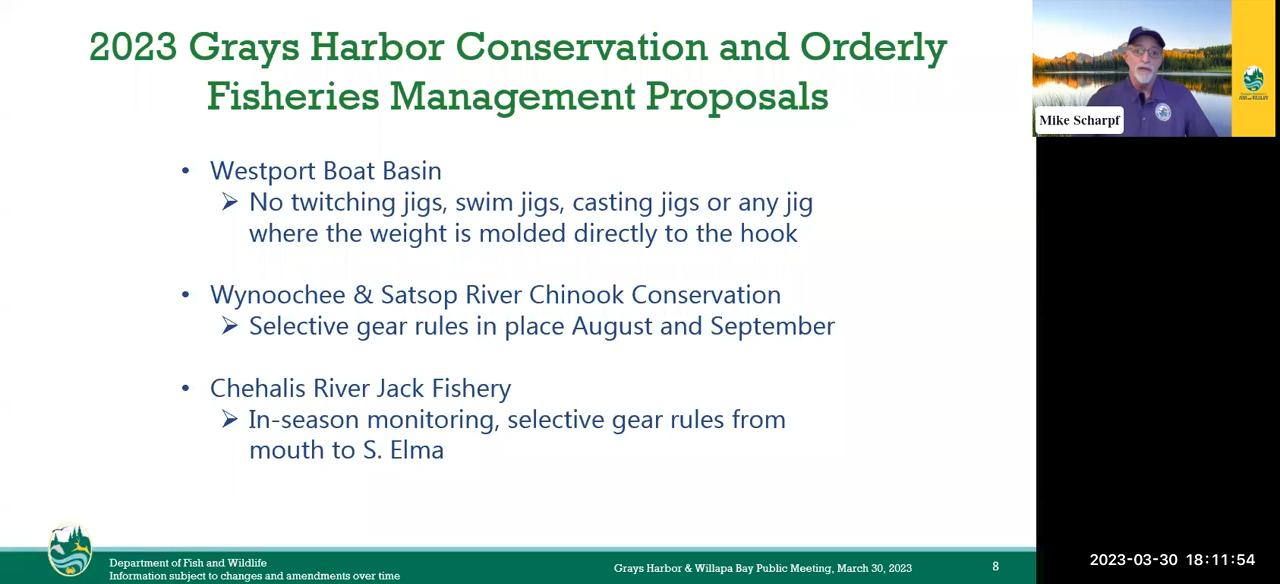 2023 Grays Harbor Conservation and Orderly
Fisheries Management Proposals
• Westport Boat Basin
➢ No twitching jigs, swim jigs, casting jigs or any jig
where the weight is molded directly to the hook
• Wynoochee & Satsop River Chinook Conservation
➢ Selective gear rules in place August and September
• Chehalis River Jack Fishery
➢ In-season monitoring, selective gear rules from
mouth to S. Elma
Department of Fish and Wildlife
Information subject to changes and amendments over time
Grays Harbor & Willapa Bay Public Meeting, March 30, 2023
8
Mike Scharpf
2023-03-30 18:11:54